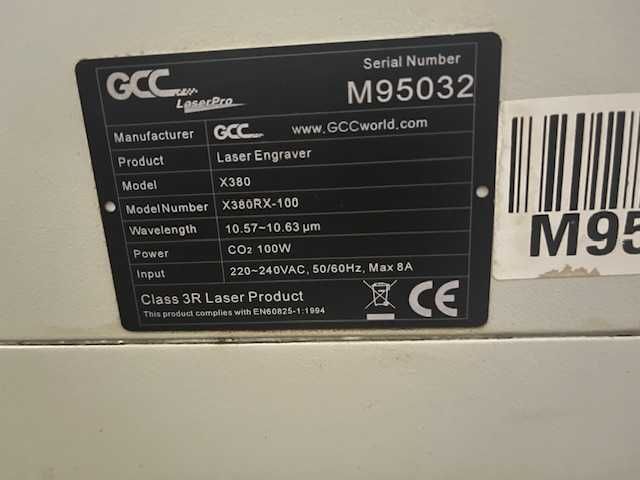 GCC LaserPro
Serial Number
M95032
Manufacturer GCC www.GCCworld.com
Product Laser Engraver
Model X380
Model Number X380RX-100
Wavelength 10.57~10.63 µm
Power CO₂ 100W
Input 220~240VAC, 50/60Hz, Max 8A
Class 3R Laser Product
This product complies with EN60825-1:1994
CE
M95